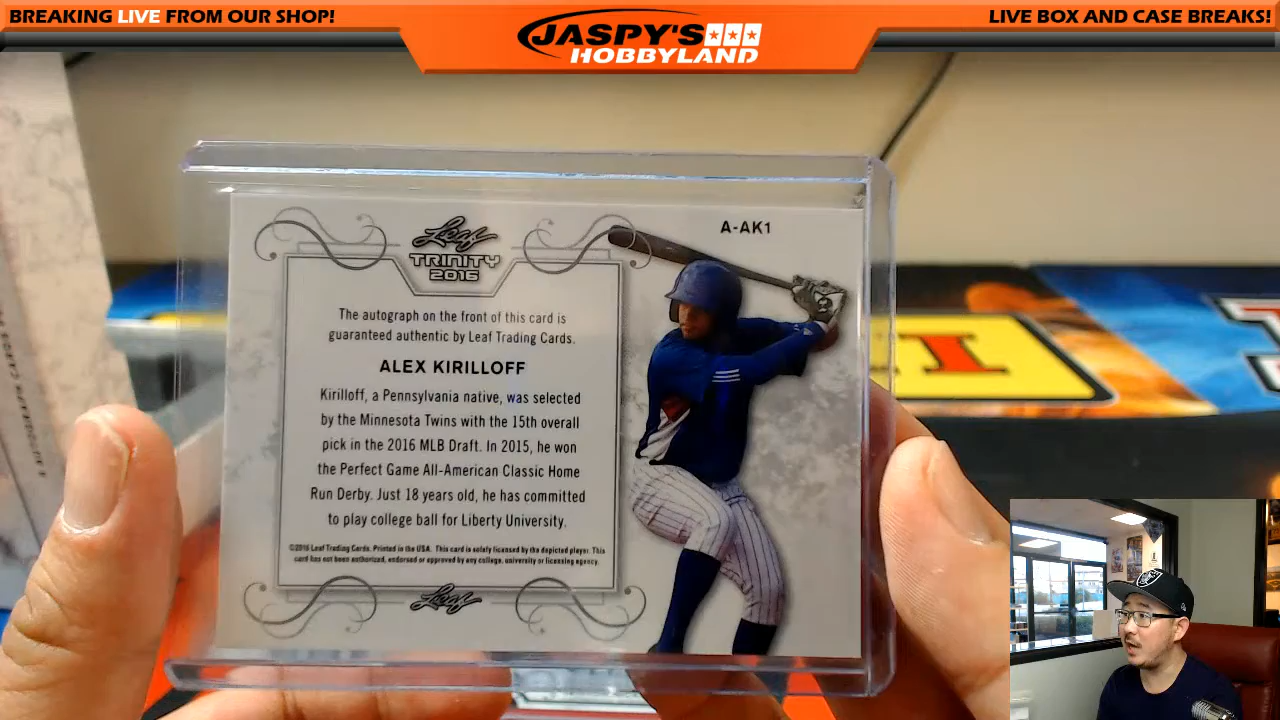 BREAKING LIVE FROM OUR SHOP!
JASPY'S
HOBBYLAND
LIVE BOX AND CASE BREAKS!
A-AK1
Leaf
TRINITY
2016
The autograph on the front of this card is
guaranteed authentic by Leaf Trading Cards.
ALEX KIRILLOFF
Kirilloff, a Pennsylvania native, was selected
by the Minnesota Twins with the 15th overall
pick in the 2016 MLB Draft. In 2015, he won
the Perfect Game All-American Classic Home
Run Derby. Just 18 years old, he has committed
to play college ball for Liberty University.
©2016 Leaf Trading Cards. Printed in the USA. This card is solely licensed by the depicted player. This
card has not been authorized, endorsed or approved by any college, university or licensing agency.
Leaf